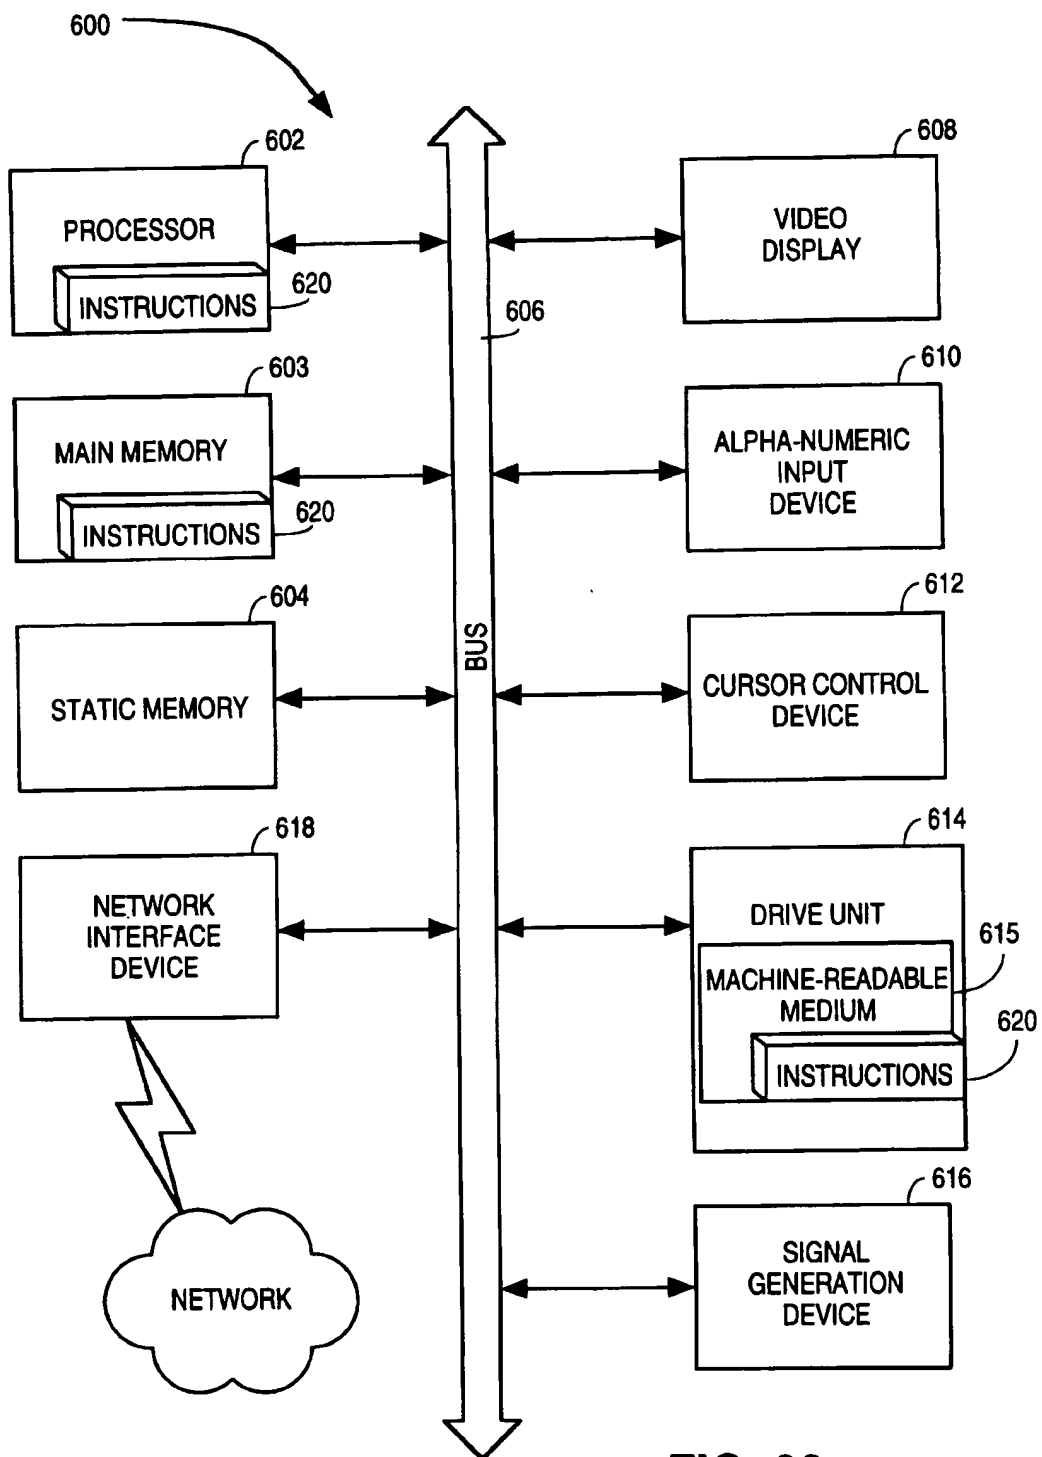 600
602
PROCESSOR
620
INSTRUCTIONS
603
MAIN MEMORY
620
INSTRUCTIONS
604
STATIC MEMORY
618
NETWORK
INTERFACE
DEVICE
NETWORK
606
BUS
608
VIDEO
DISPLAY
610
ALPHA-NUMERIC
INPUT
DEVICE
612
CURSOR CONTROL
DEVICE
614
DRIVE UNIT
615
MACHINE-READABLE
MEDIUM
620
INSTRUCTIONS
616
SIGNAL
GENERATION
DEVICE